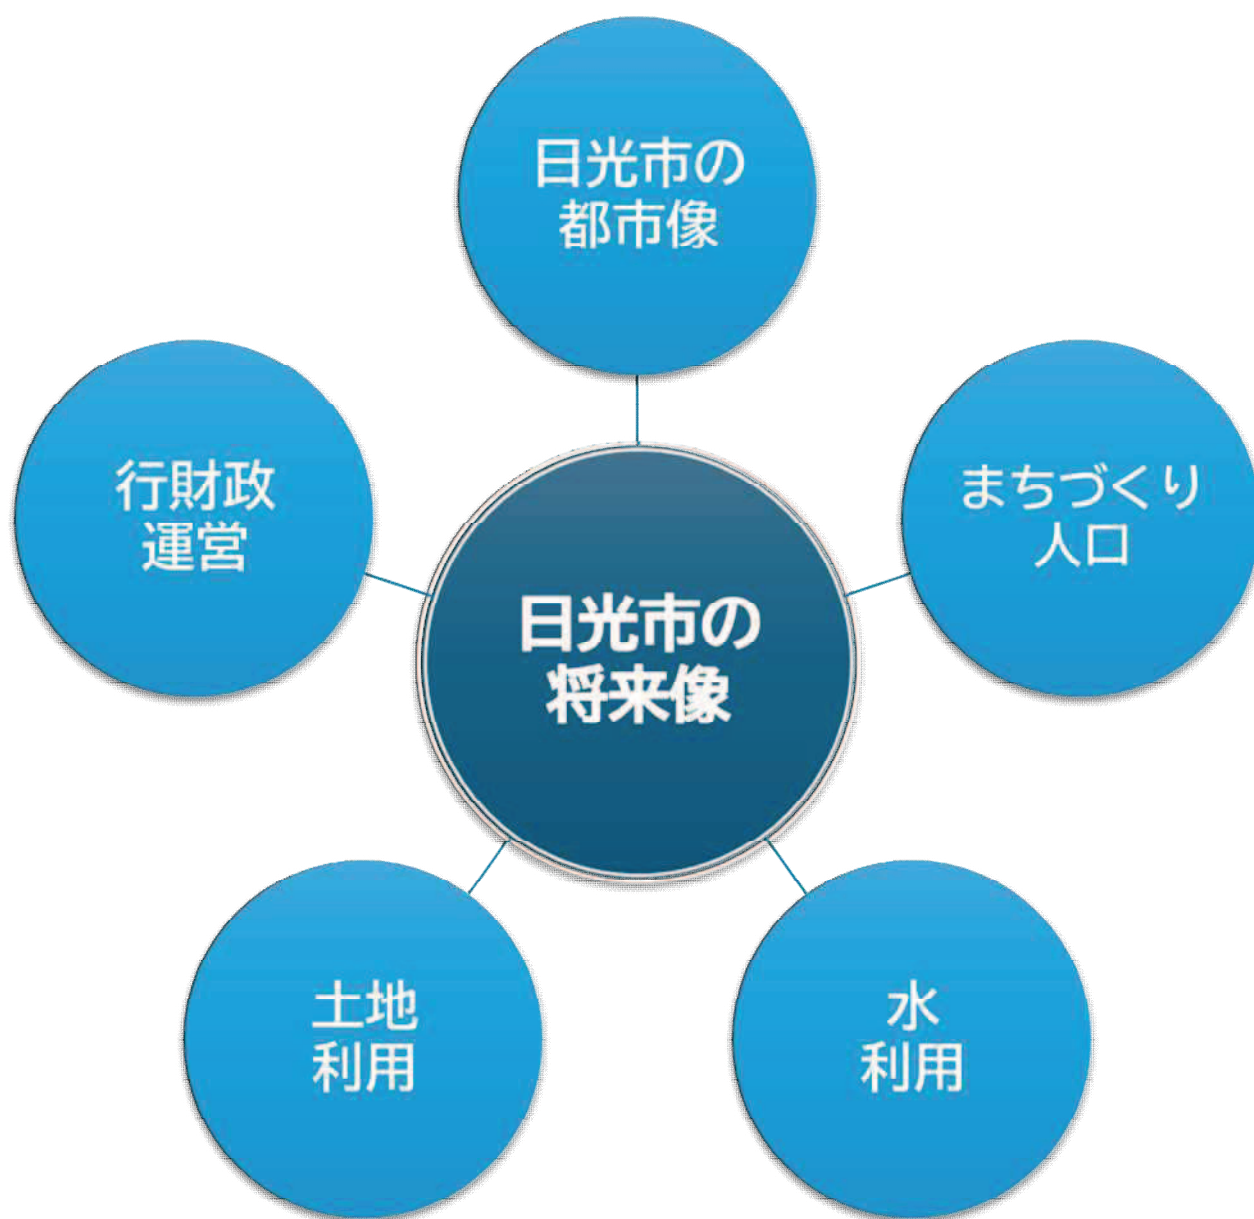 日光市の
都市像
行財政
運営
まちづくり
人口
日光市の
将来像
土地
利用
水
利用